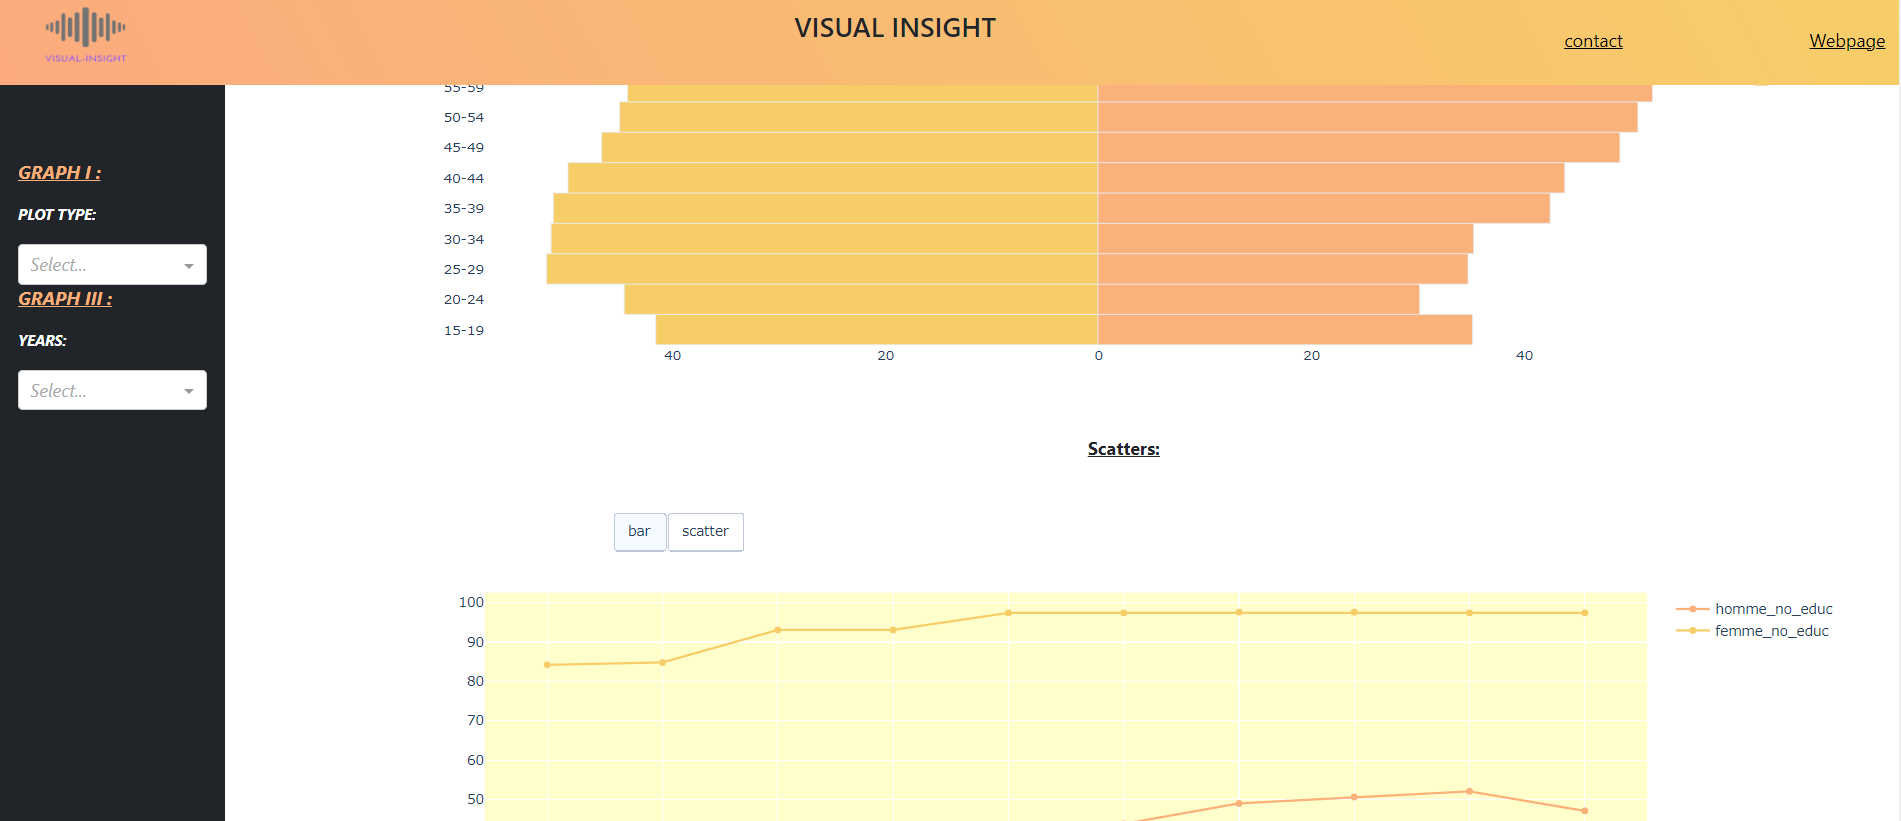 VISUAL INSIGHT
VISUAL-INSIGHT
contact
Webpage
GRAPH I :
PLOT TYPE:
Select...
GRAPH III :
YEARS:
Select...
55-59
50-54
45-49
40-44
35-39
30-34
25-29
20-24
15-19
40 20 0 20 40
Scatters:
bar scatter
100
90
80
70
60
50
homme_no_educ
femme_no_educ